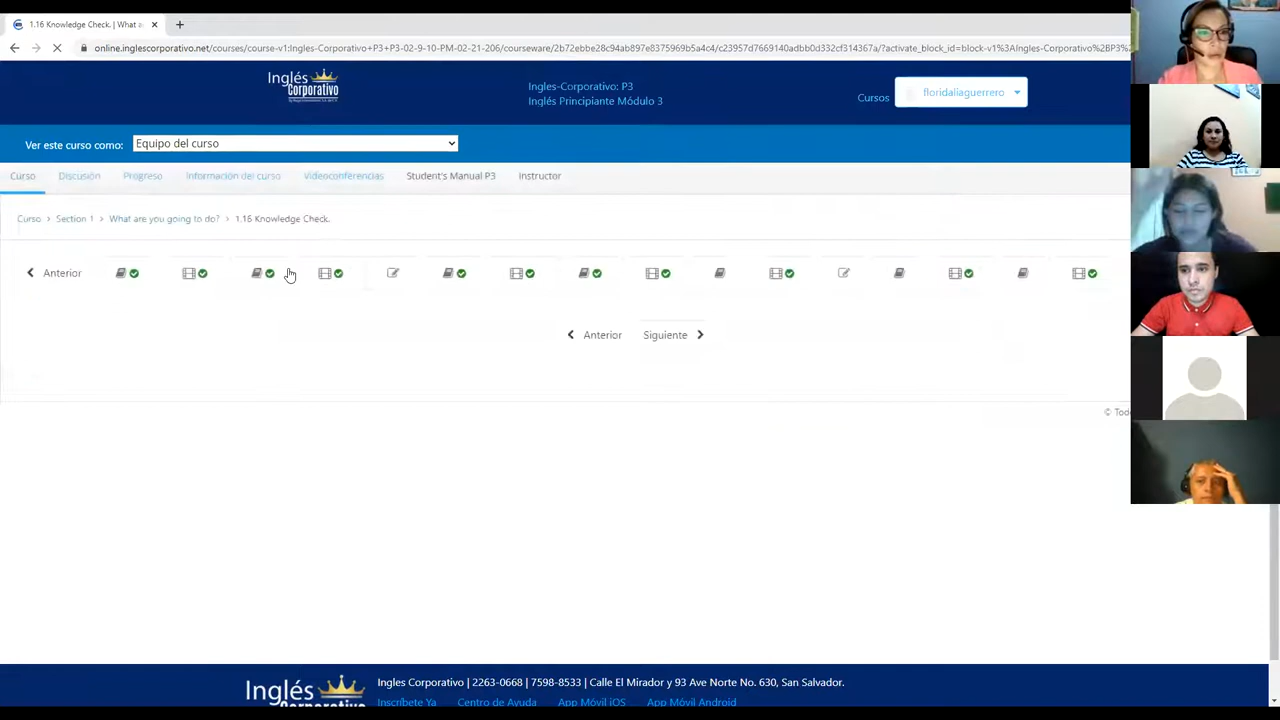 1.16 Knowledge Check. | What a
online.inglescorporativo.net/courses/course-v1:Ingles-Corporativo+P3+P3-02-9-10-PM-02-21-206/courseware/2b72ebbe28c94ab897e8375969b5a4c4/c23957d7669140adbb0d332cf314367a/?activate_block_id=block-v1%3AIngles-Corporativo%2BP3%
Inglés
Corporativo
Ingles-Corporativo: P3
Inglés Principiante Módulo 3
Cursos
floridaliaguerrero
Ver este curso como:
Equipo del curso
Curso
Discusión
Progreso
Información del curso
Videoconferencias
Student's Manual P3
Instructor
Curso > Section 1 > What are you going to do? > 1.16 Knowledge Check.
Anterior
Anterior
Siguiente
© Tod
Inglés
Corporativo
Ingles Corporativo | 2263-0668 | 7598-8533 | Calle El Mirador y 93 Ave Norte No. 630, San Salvador.
Inscríbete Ya
Centro de Ayuda
App Móvil iOS
App Móvil Android